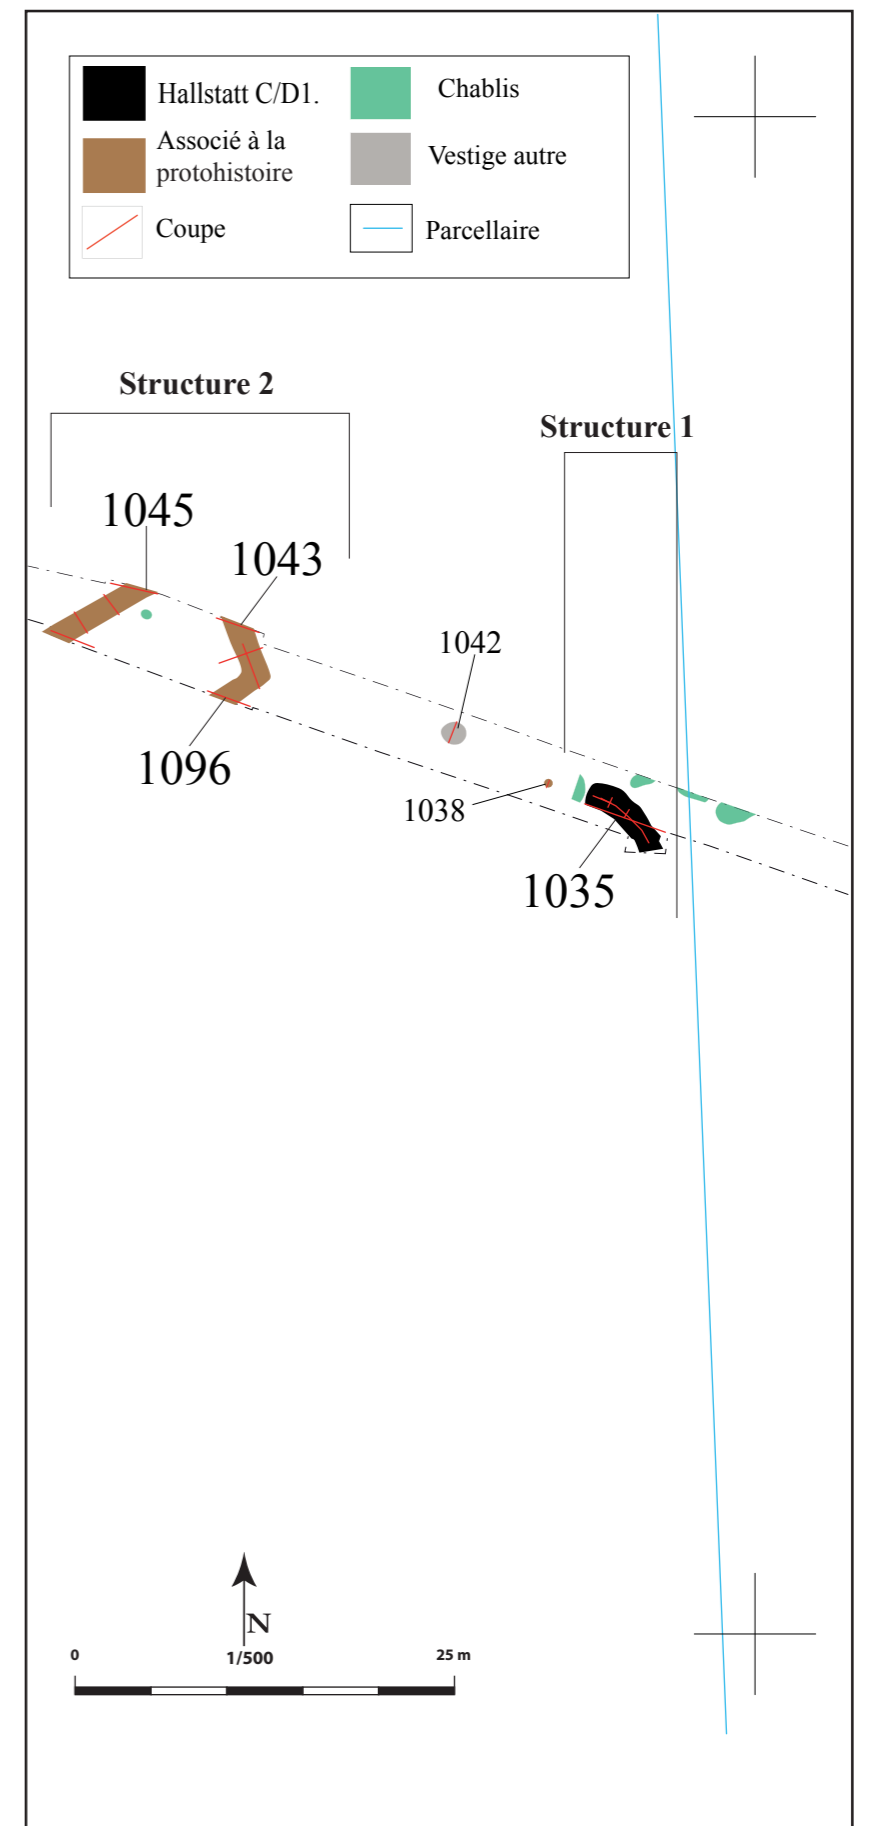 Hallstatt C/D1.
Chablis
Associé à la
protohistoire
Vestige autre
Coupe
Parcellaire
Structure 2
Structure 1
1045
1043
1042
1096
1038
1035
N
0
1/500
25 m